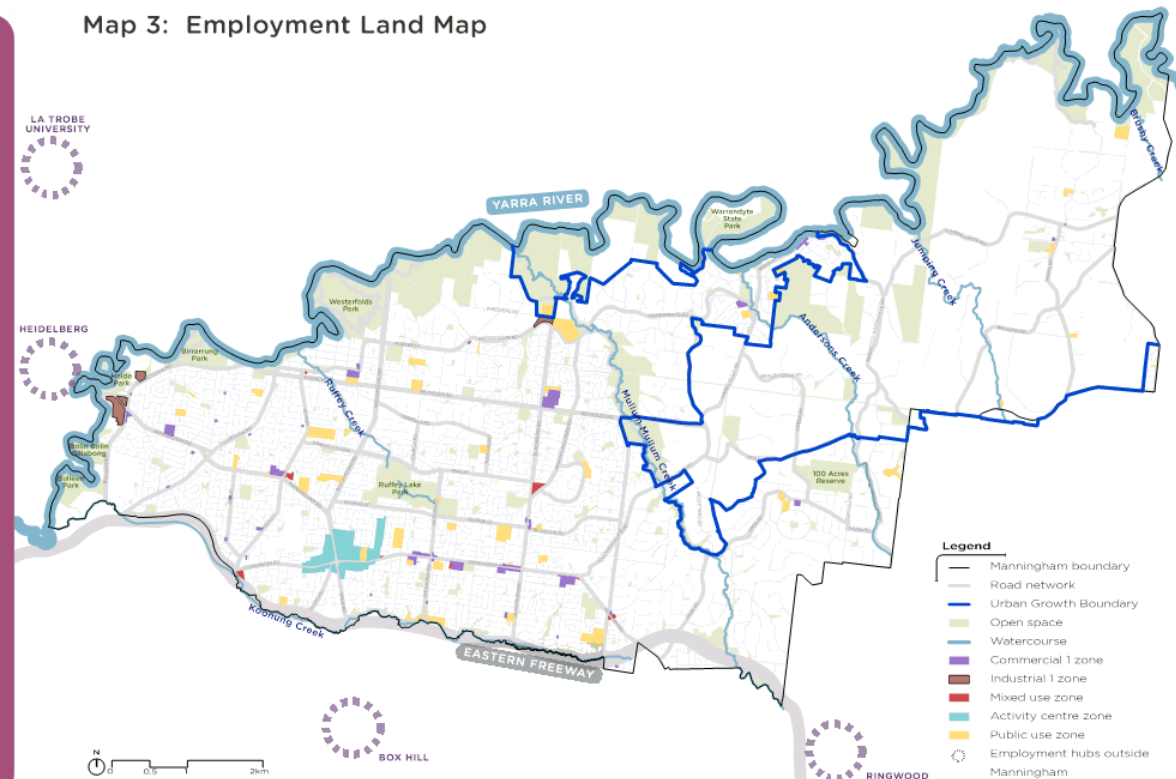 Map 3: Employment Land Map
LA TROBE
UNIVERSITY
YARRA RIVER
Warrandyte
State
Park
Brushy Creek
Jumping Creek
Westerfolds
Park
HEIDELBERG
Birrarrung
Park
Heide
Park
Ruffey Creek
Andersons Creek
Mullum Mullum Creek
Bolin Bolin
Billabong
Bulleen
Park
Ruffey Lake
Park
100 Acres
Reserve
Koonung Creek
EASTERN FREEWAY
BOX HILL
RINGWOOD
N
0 0.5 1 2km
Legend
Manningham boundary
Road network
Urban Growth Boundary
Open space
Watercourse
Commercial 1 zone
Industrial 1 zone
Mixed use zone
Activity centre zone
Public use zone
Employment hubs outside
Manningham